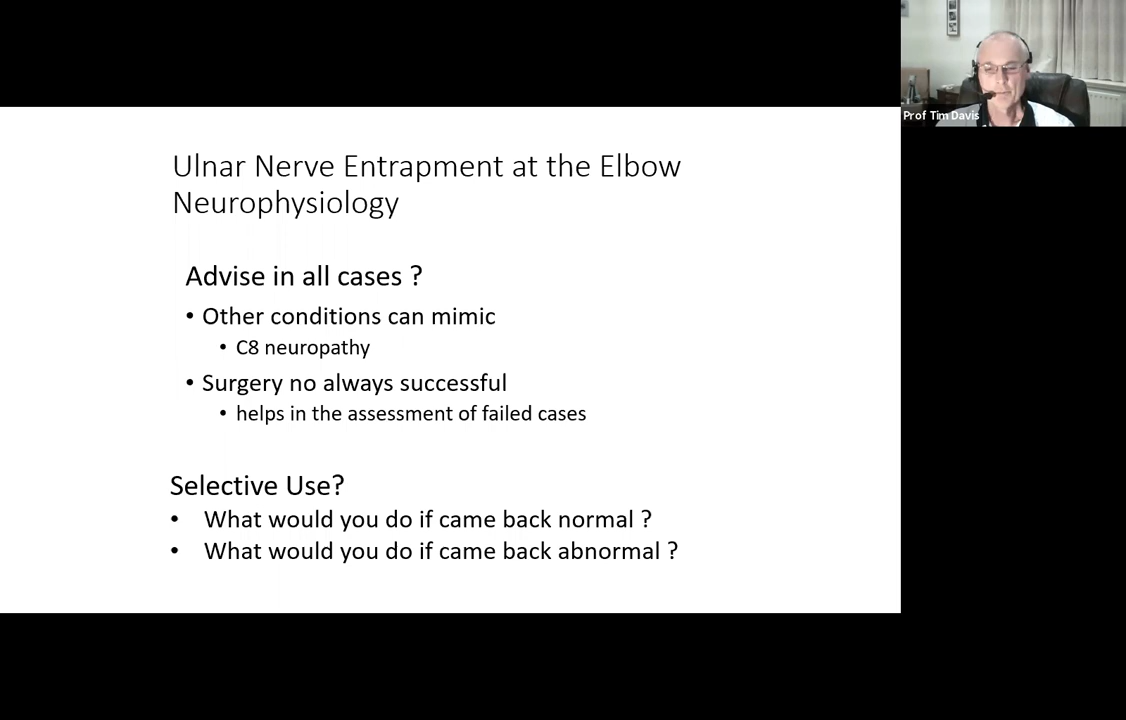 Prof Tim Davis
Ulnar Nerve Entrapment at the Elbow
Neurophysiology
Advise in all cases ?
• Other conditions can mimic
• C8 neuropathy
• Surgery no always successful
• helps in the assessment of failed cases
Selective Use?
• What would you do if came back normal ?
• What would you do if came back abnormal ?